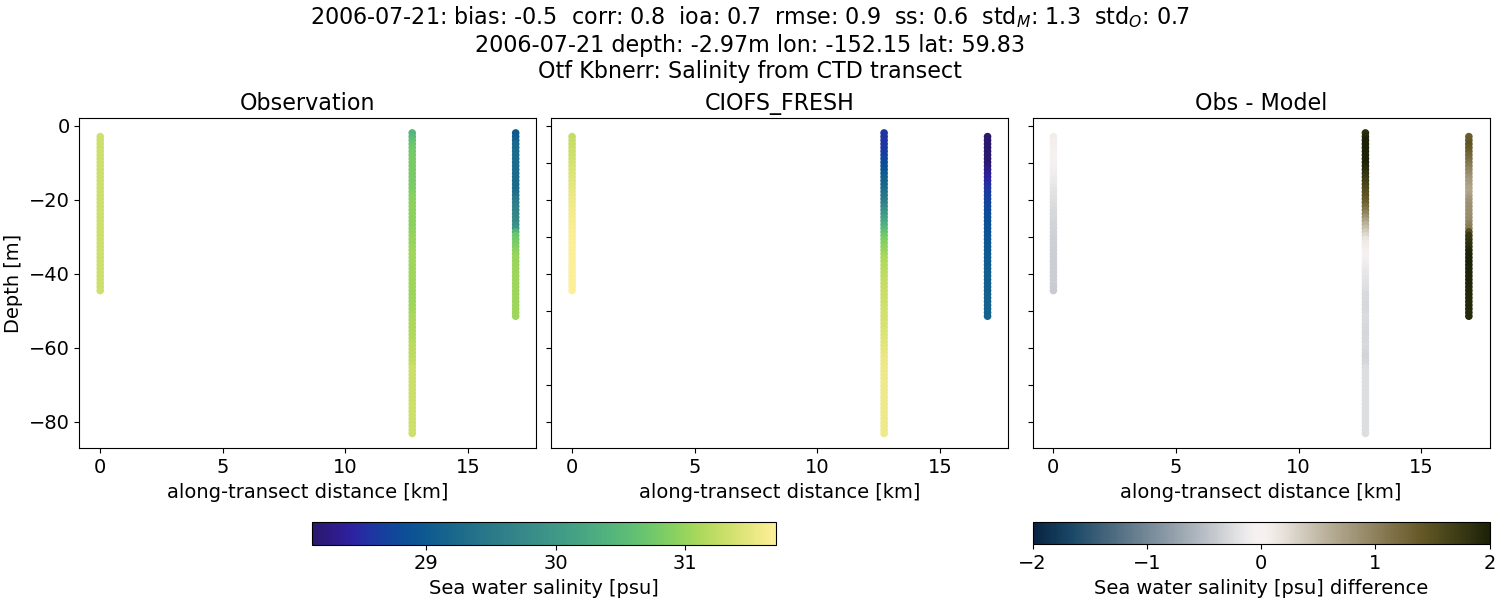 2006-07-21: bias: -0.5  corr: 0.8  ioa: 0.7  rmse: 0.9  ss: 0.6  std_M: 1.3  std_O: 0.7
2006-07-21 depth: -2.97m lon: -152.15 lat: 59.83
Otf Kbnerr: Salinity from CTD transect
Observation
CIOFS_FRESH
Obs - Model
Depth [m]
0
−20
−40
−60
−80
0 5 10 15
0 5 10 15
0 5 10 15
along-transect distance [km]
along-transect distance [km]
along-transect distance [km]
29 30 31
Sea water salinity [psu]
−2 −1 0 1 2
Sea water salinity [psu] difference